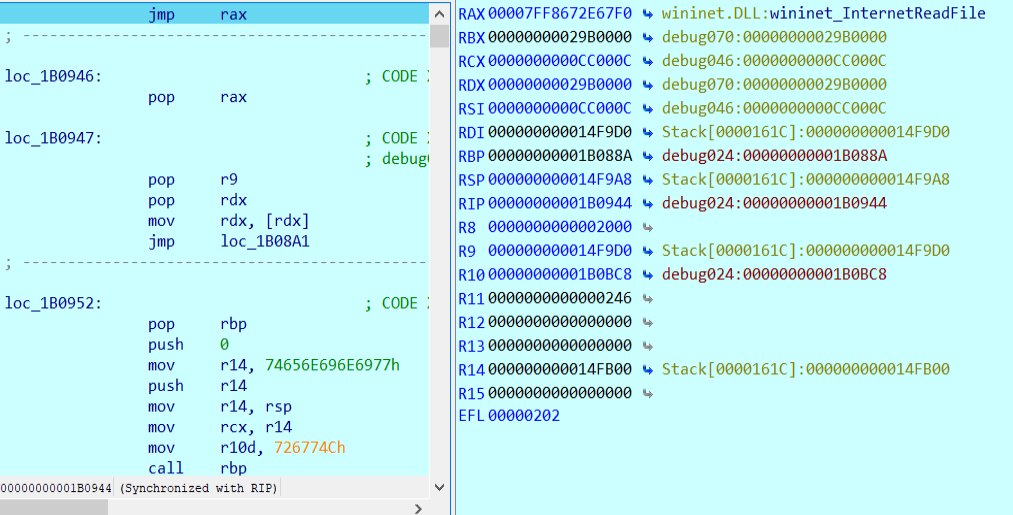 jmp rax
; ---------------------------------------------
loc_1B0946: ; CODE X
pop rax
loc_1B0947: ; CODE X
; debug0
pop r9
pop rdx
mov rdx, [rdx]
jmp loc_1B08A1
; ---------------------------------------------
loc_1B0952: ; CODE X
pop rbp
push 0
mov r14, 74656E696E6977h
push r14
mov r14, rsp
mov rcx, r14
mov r10d, 726774Ch
call rbp
00000000001B0944 (Synchronized with RIP)
RAX 00007FF8672E67F0 wininet.DLL:wininet_InternetReadFile
RBX 00000000029B0000 debug070:00000000029B0000
RCX 0000000000CC000C debug046:0000000000CC000C
RDX 00000000029B0000 debug070:00000000029B0000
RSI 0000000000CC000C debug046:0000000000CC000C
RDI 000000000014F9D0 Stack[0000161C]:000000000014F9D0
RBP 00000000001B088A debug024:00000000001B088A
RSP 000000000014F9A8 Stack[0000161C]:000000000014F9A8
RIP 00000000001B0944 debug024:00000000001B0944
R8 0000000000002000
R9 000000000014F9D0 Stack[0000161C]:000000000014F9D0
R10 00000000001B0BC8 debug024:00000000001B0BC8
R11 0000000000000246
R12 0000000000000000
R13 0000000000000000
R14 000000000014FB00 Stack[0000161C]:000000000014FB00
R15 0000000000000000
EFL 00000202